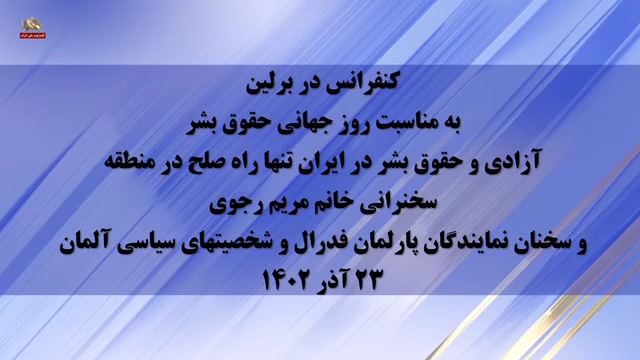 کنفرانس در برلین
به مناسبت روز جهانی حقوق بشر
آزادی و حقوق بشر در ایران تنها راه صلح در منطقه
سخنرانی خانم مریم رجوی
و سخنان نمایندگان پارلمان فدرال و شخصیتهای سیاسی آلمان
۲۳ آذر ۱۴۰۲